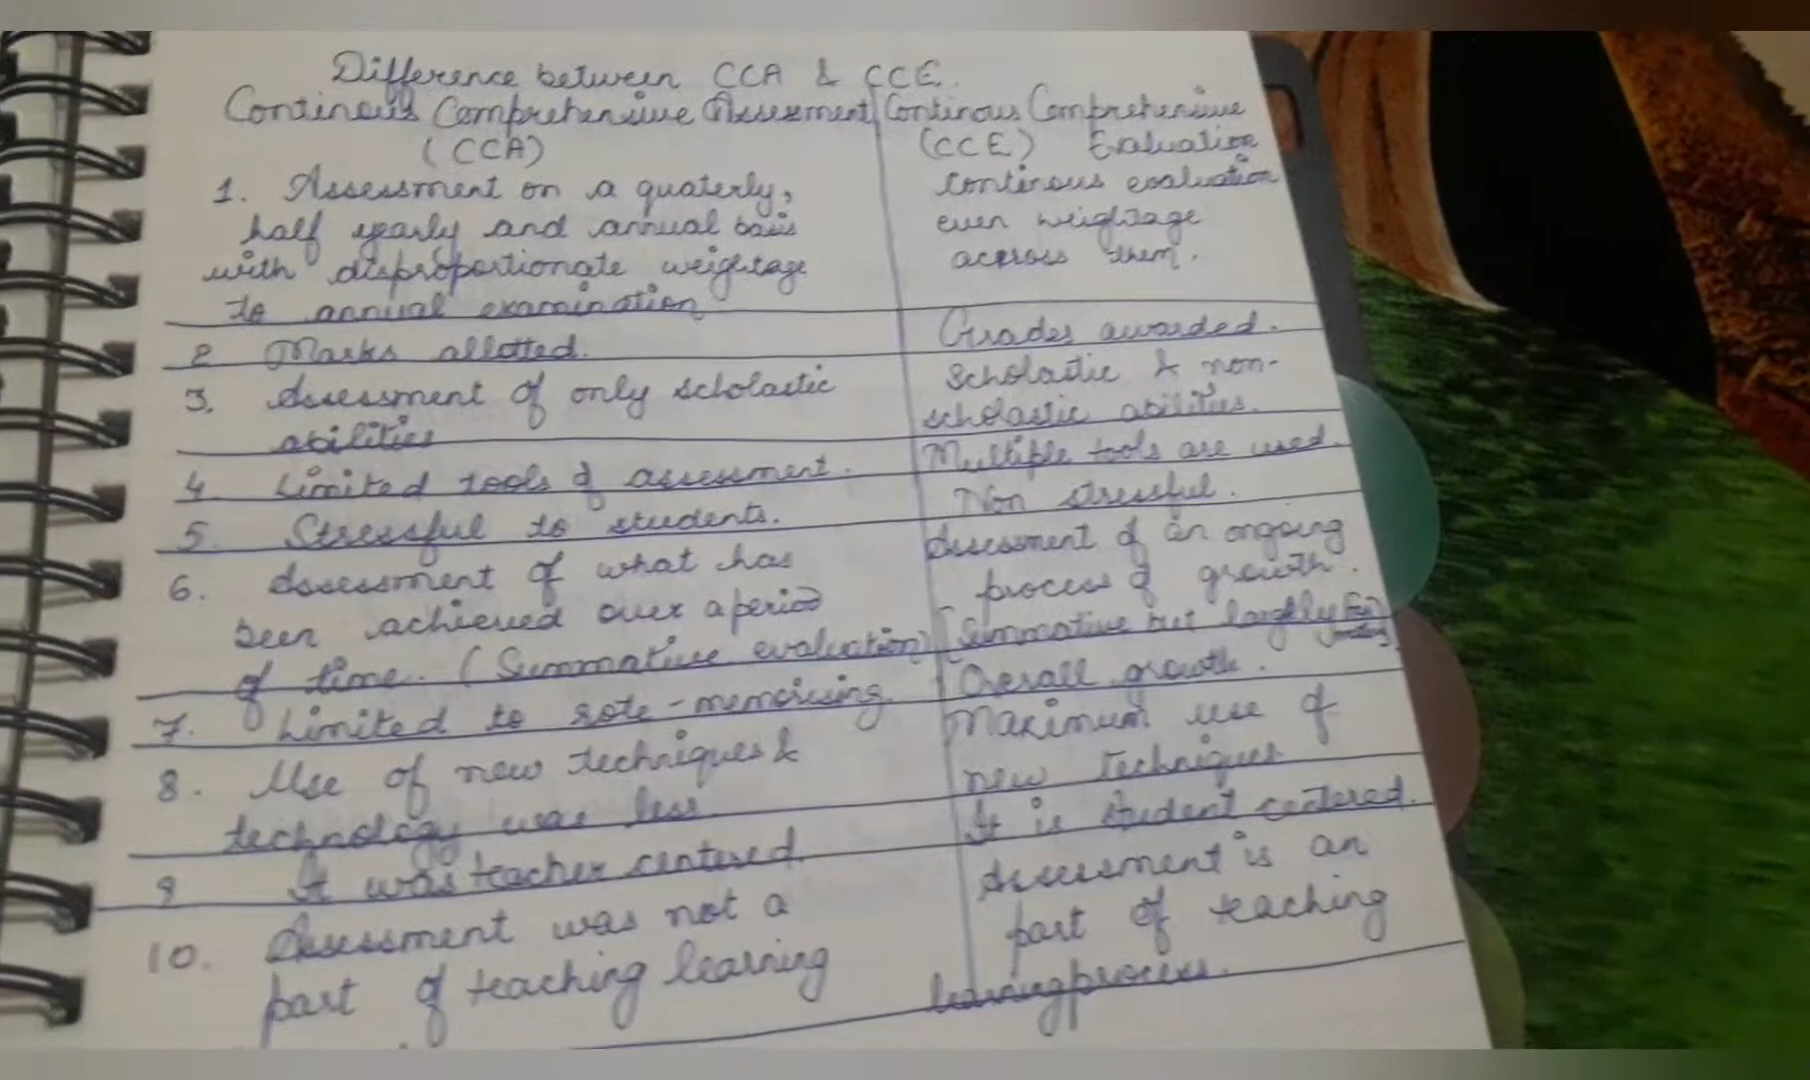 Difference between CCA & CCE.
Continous Comprehensive Assessment (CCA) | Continous Comprehensive (CCE) Evaluation
1. Assessment on a quaterly,
half yearly and annual basis
with disproportionate weightage
to annual examination
Continous evaluation
even weightage
across them.
2 Marks allotted.
Grades awarded.
3. Assessment of only scholastic
abilities
Scholastic & non-
scholastic abilities.
4 Limited tools of assessment.
Multiple tools are used.
5. Stressful to students.
Non stressful.
6. Assessment of what has
been achieved over a period
of time. (Summative evaluation)
Assessment of an ongoing
process of growth.
(Summative but largely
7. Limited to rote-memorising.
Overall growth.
8. Use of new techniques &
technology was less.
Maximum use of
new techniques
9 It was teacher centered.
It is student centered.
10. Assessment was not a
part of teaching learning
Assessment is an
part of teaching
learning process.